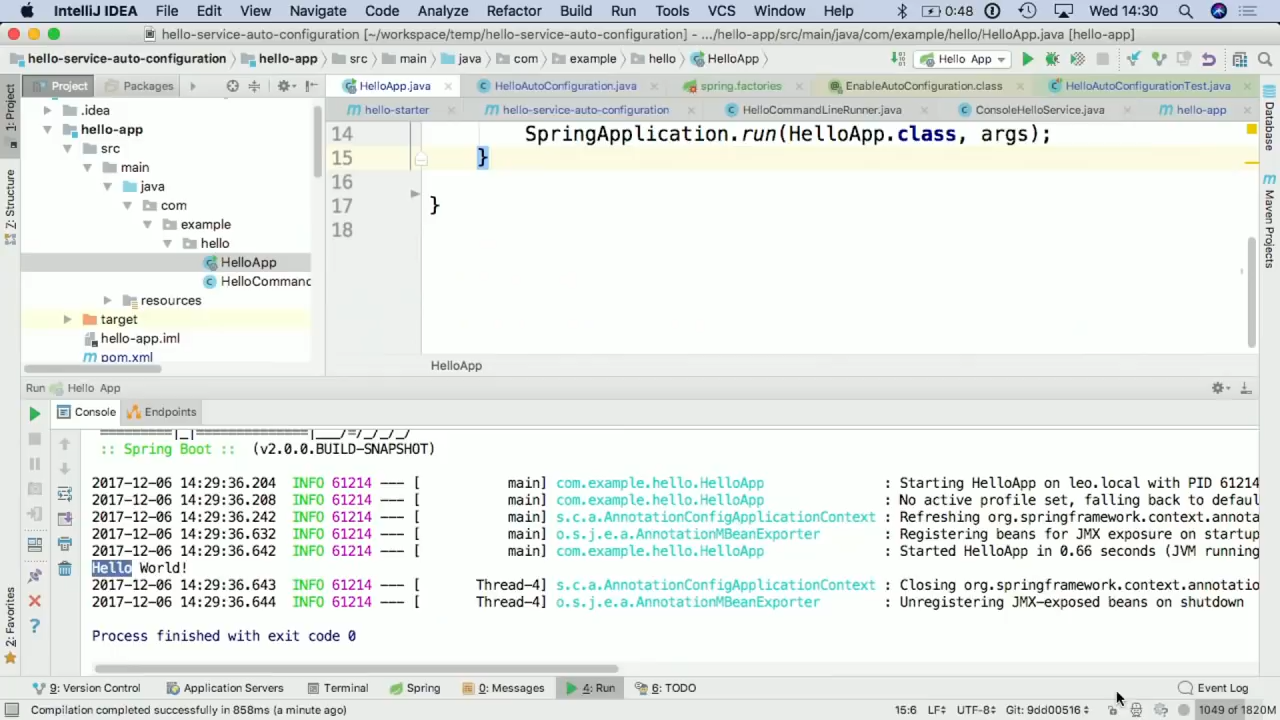 IntelliJ IDEA File Edit View Navigate Code Analyze Refactor Build Run Tools VCS Window Help 0:48 Wed 14:30
hello-service-auto-configuration [~/workspace/temp/hello-service-auto-configuration] - .../hello-app/src/main/java/com/example/hello/HelloApp.java [hello-app]
hello-service-auto-configuration hello-app src main java com example hello HelloApp Hello App
Project Packages HelloApp.java HelloAutoConfiguration.java spring.factories EnableAutoConfiguration.class HelloAutoConfigurationTest.java
hello-starter hello-service-auto-configuration HelloCommandLineRunner.java ConsoleHelloService.java hello-app
1: Project
Z: Structure
2: Favorites
.idea
hello-app
src
main
java
com
example
hello
HelloApp
HelloCommand
resources
target
hello-app.iml
pom.xml
14 SpringApplication.run(HelloApp.class, args);
15 }
16
17 }
18
HelloApp
Database
Maven Projects
Run Hello App
Console Endpoints
=========|_|==============|___/=/_/_/_/
:: Spring Boot :: (v2.0.0.BUILD-SNAPSHOT)
2017-12-06 14:29:36.204 INFO 61214 --- [ main] com.example.hello.HelloApp : Starting HelloApp on leo.local with PID 61214
2017-12-06 14:29:36.208 INFO 61214 --- [ main] com.example.hello.HelloApp : No active profile set, falling back to defaul
2017-12-06 14:29:36.242 INFO 61214 --- [ main] s.c.a.AnnotationConfigApplicationContext : Refreshing org.springframework.context.annota
2017-12-06 14:29:36.632 INFO 61214 --- [ main] o.s.j.e.a.AnnotationMBeanExporter : Registering beans for JMX exposure on startup
2017-12-06 14:29:36.642 INFO 61214 --- [ main] com.example.hello.HelloApp : Started HelloApp in 0.66 seconds (JVM running
Hello World!
2017-12-06 14:29:36.643 INFO 61214 --- [ Thread-4] s.c.a.AnnotationConfigApplicationContext : Closing org.springframework.context.annotatio
2017-12-06 14:29:36.644 INFO 61214 --- [ Thread-4] o.s.j.e.a.AnnotationMBeanExporter : Unregistering JMX-exposed beans on shutdown
Process finished with exit code 0
9: Version Control Application Servers Terminal Spring 0: Messages 4: Run 6: TODO Event Log
Compilation completed successfully in 858ms (a minute ago) 15:6 LF UTF-8 Git: 9dd00516 1049 of 1820M